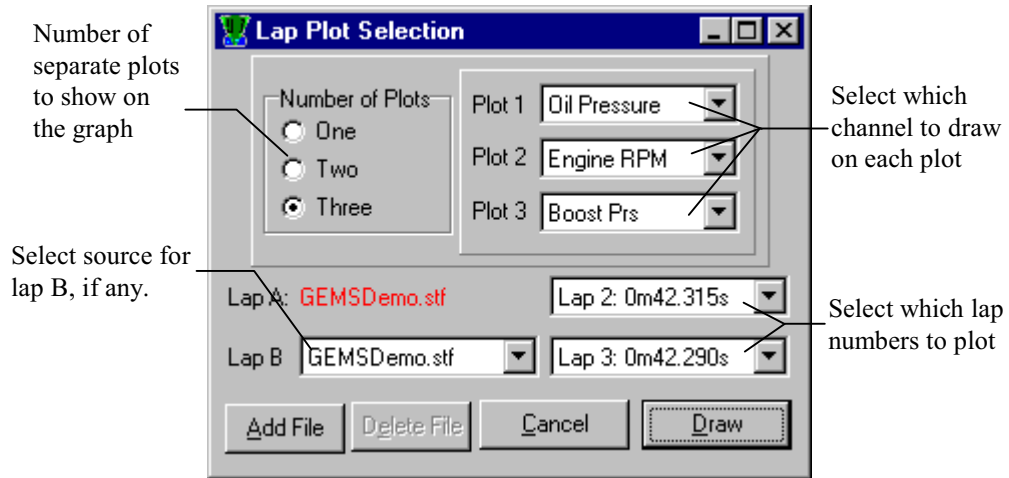 Number of
separate plots
to show on
the graph
Lap Plot Selection
Number of Plots
One
Two
Three
Plot 1 Oil Pressure
Plot 2 Engine RPM
Plot 3 Boost Prs
Select which
channel to draw
on each plot
Select source for
lap B, if any.
Lap A: GEMSDemo.stf Lap 2: 0m42.315s
Lap B GEMSDemo.stf Lap 3: 0m42.290s
Select which lap
numbers to plot
Add File Delete File Cancel Draw